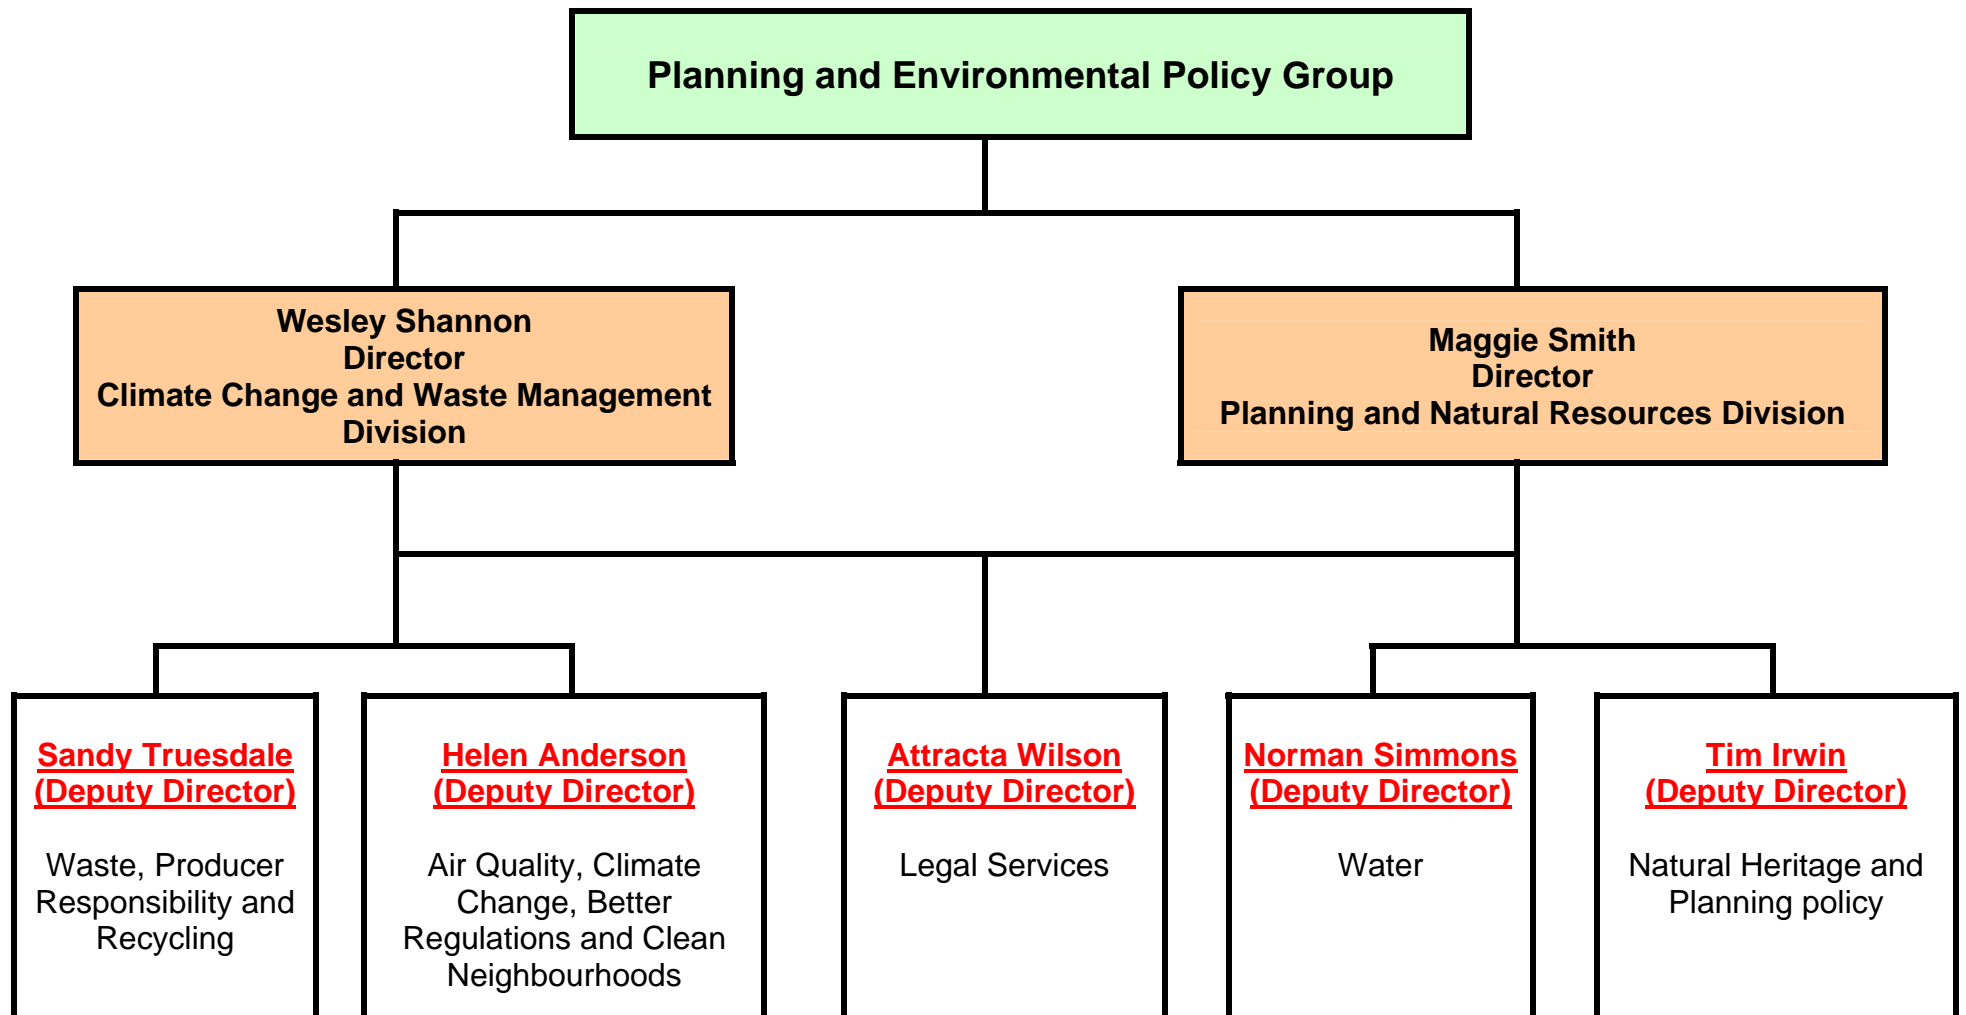 Planning and Environmental Policy Group
Wesley Shannon
Director
Climate Change and Waste Management
Division
Maggie Smith
Director
Planning and Natural Resources Division
Sandy Truesdale
(Deputy Director)
Waste, Producer
Responsibility and
Recycling
Helen Anderson
(Deputy Director)
Air Quality, Climate
Change, Better
Regulations and Clean
Neighbourhoods
Attracta Wilson
(Deputy Director)
Legal Services
Norman Simmons
(Deputy Director)
Water
Tim Irwin
(Deputy Director)
Natural Heritage and
Planning policy